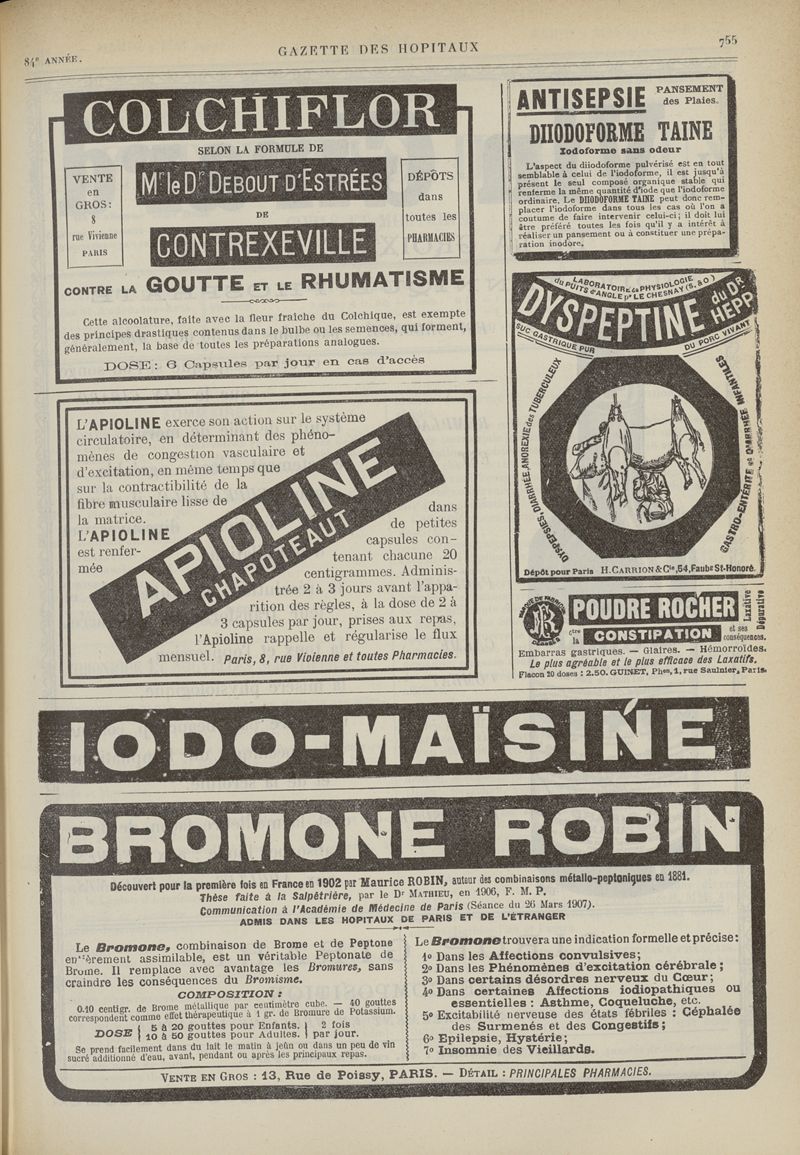 84e ANNÉE.
GAZETTE DES HOPITAUX
755
COLCHIFLOR
SELON LA FORMULE DE
VENTE
en
GROS:
8
rue Vivienne
PARIS
Mr le Dr DEBOUT D'ESTRÉES
DE
CONTREXEVILLE
DÉPÔTS
dans
toutes les
PHARMACIES
CONTRE LA GOUTTE ET LE RHUMATISME
Cette alcoolature, faite avec la fleur fraîche du Colchique, est exempte
des principes drastiques contenus dans le bulbe ou les semences, qui forment,
généralement, la base de toutes les préparations analogues.
DOSE: 6 Capsules par jour en cas d'accès
L'APIOLINE exerce son action sur le système
circulatoire, en déterminant des phéno-
mènes de congestion vasculaire et
d'excitation, en même temps que
sur la contractibilité de la
fibre musculaire lisse de
la matrice.
L'APIOLINE
est renfer-
mée
APIOLINE
CHAPOTEAUT
dans
de petites
capsules con-
tenant chacune 20
centigrammes. Adminis-
trée 2 à 3 jours avant l'appa-
rition des règles, à la dose de 2 à
3 capsules par jour, prises aux repas,
l'Apioline rappelle et régularise le flux
mensuel. Paris, 8, rue Vivienne et toutes Pharmacies.
ANTISEPSIE
PANSEMENT
des Plaies.
DIIODOFORME TAINE
Iodoforme sans odeur
L'aspect du diiodoforme pulvérisé est en tout
semblable à celui de l'iodoforme, il est jusqu'à
présent le seul composé organique stable qui
renferme la même quantité d'iode que l'iodoforme
ordinaire. Le DIIODOFORME TAINE peut donc rem-
placer l'iodoforme dans tous les cas où l'on a
coutume de faire intervenir celui-ci; il doit lui
être préféré toutes les fois qu'il y a intérêt à
réaliser un pansement ou à constituer une prépa-
ration inodore.
LABORATOIRE de PHYSIOLOGIE
du PUITS d'ANGLE pr LE CHESNAY (S. & O.)
DYSPEPTINE du Dr HEPP
SUC GASTRIQUE PUR
DU PORC VIVANT
DYSPEPSIES, DIARRHÉE, ANOREXIE des TUBERCULEUX
GASTRO-ENTÉRITE et DIARRHÉE INFANTILES
Dépôt pour Paris H. CARRION & Cie, 54, Faubg St-Honoré.
POUDRE ROCHER
Laxative
Dépurative
ctre
la
CONSTIPATION
et ses
conséquences.
Embarras gastriques. — Glaires. — Hémorroïdes.
Le plus agréable et le plus efficace des Laxatifs.
Flacon 20 doses : 2.50. GUINET, Phen, 1, rue Saulnier, Paris.
IODO-MAÏSINE
BROMONE ROBIN
Découvert pour la première fois en France en 1902 par Maurice ROBIN, auteur des combinaisons métallo-peptoniques en 1881.
Thèse faite à la Salpétrière, par le Dr MATHIEU, en 1906, F. M. P.
Communication à l'Académie de Médecine de Paris (Séance du 26 Mars 1907).
ADMIS DANS LES HOPITAUX DE PARIS ET DE L'ÉTRANGER
Le Bromone, combinaison de Brome et de Peptone
entièrement assimilable, est un véritable Peptonate de
Brome. Il remplace avec avantage les Bromures, sans
craindre les conséquences du Bromisme.
COMPOSITION :
0.10 centigr. de Brome métallique par centimètre cube. — 40 gouttes
correspondent comme effet thérapeutique à 1 gr. de Bromure de Potassium.
DOSE
5 à 20 gouttes pour Enfants.
10 à 50 gouttes pour Adultes.
2 fois
par jour.
Se prend facilement dans du lait le matin à jeûn ou dans un peu de vin
sucré additionné d'eau, avant, pendant ou après les principaux repas.
Le Bromone trouvera une indication formelle et précise:
1o Dans les Affections convulsives;
2o Dans les Phénomènes d'excitation cérébrale ;
3o Dans certains désordres nerveux du Cœur;
4o Dans certaines Affections iodiopathiques ou
essentielles : Asthme, Coqueluche, etc.
5o Excitabilité nerveuse des états fébriles : Céphalée
des Surmenés et des Congestifs;
6o Epilepsie, Hystérie;
7o Insomnie des Vieillards.
VENTE EN GROS : 13, Rue de Poissy, PARIS. — DÉTAIL : PRINCIPALES PHARMACIES.